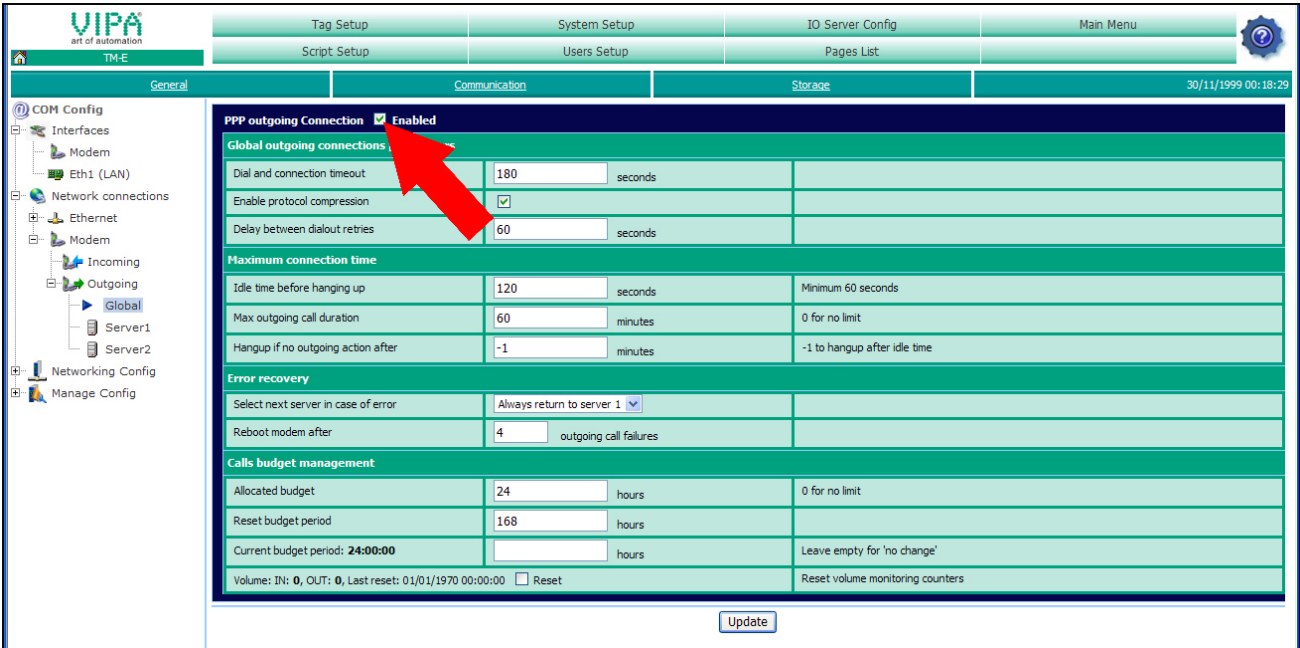 VIPA
art of automation
TM-E
Tag Setup System Setup IO Server Config Main Menu
Script Setup Users Setup Pages List
General Communication Storage 30/11/1999 00:18:29
COM Config
Interfaces
Modem
Eth1 (LAN)
Network connections
Ethernet
Modem
Incoming
Outgoing
Global
Server1
Server2
Networking Config
Manage Config
PPP outgoing Connection Enabled
Global outgoing connections
Dial and connection timeout 180 seconds
Enable protocol compression
Delay between dialout retries 60 seconds
Maximum connection time
Idle time before hanging up 120 seconds Minimum 60 seconds
Max outgoing call duration 60 minutes 0 for no limit
Hangup if no outgoing action after -1 minutes -1 to hangup after idle time
Error recovery
Select next server in case of error Always return to server 1
Reboot modem after 4 outgoing call failures
Calls budget management
Allocated budget 24 hours 0 for no limit
Reset budget period 168 hours
Current budget period: 24:00:00 hours Leave empty for 'no change'
Volume: IN: 0, OUT: 0, Last reset: 01/01/1970 00:00:00 Reset Reset volume monitoring counters
Update